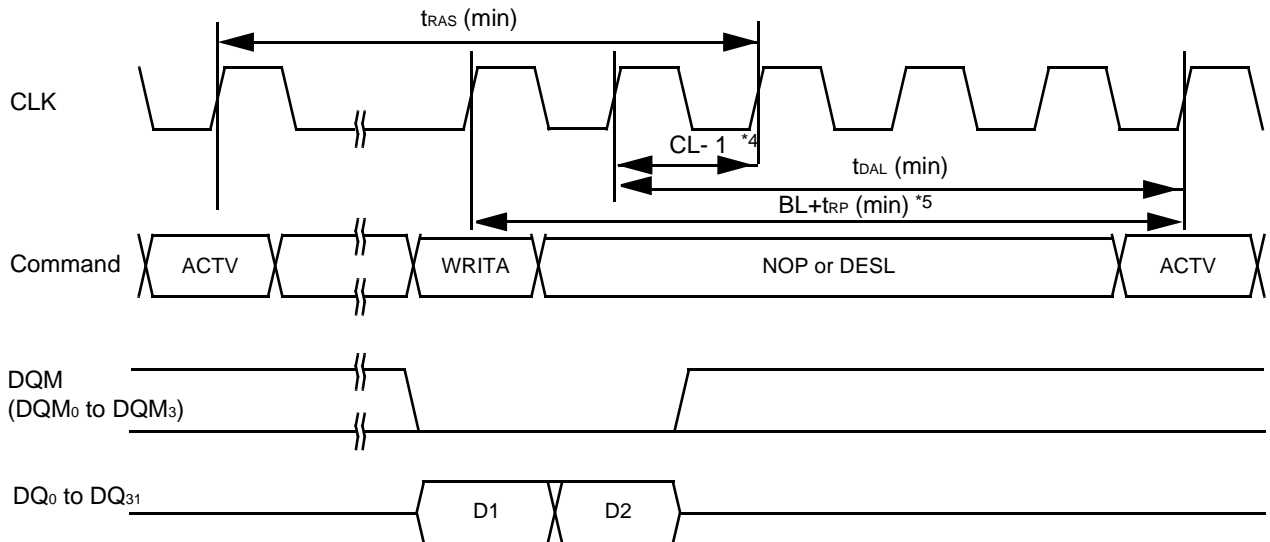 tRAS (min)
CLK
CL- 1 *4
tDAL (min)
BL+tRP (min) *5
Command ACTV WRITA NOP or DESL ACTV
DQM
(DQM0 to DQM3)
DQ0 to DQ31 D1 D2